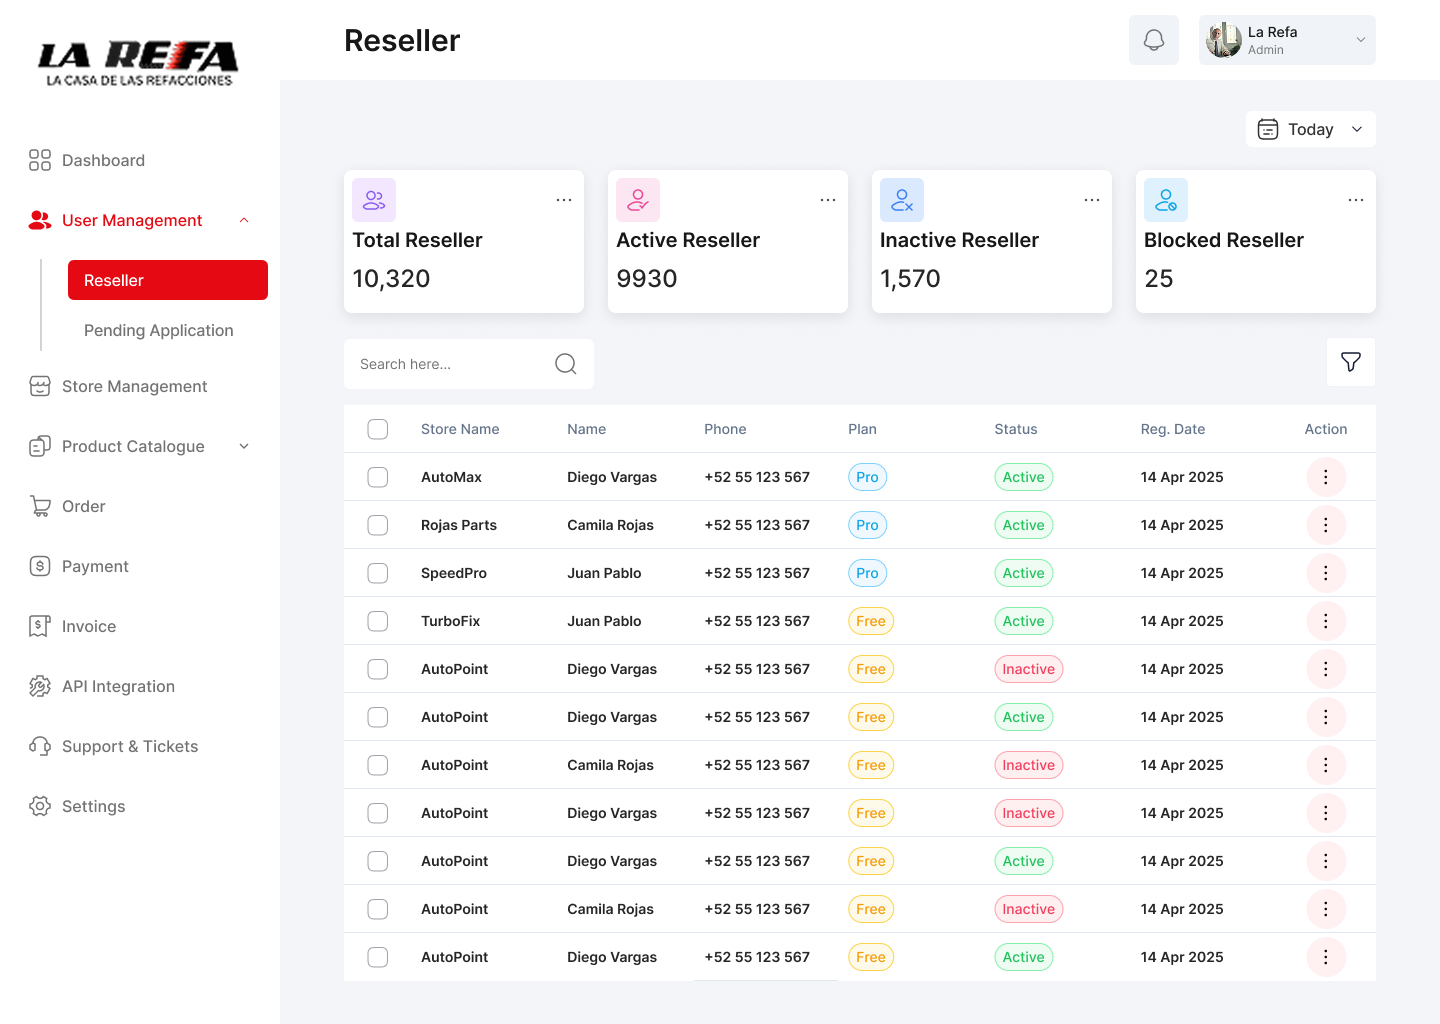 LA REFA
LA CASA DE LAS REFACCIONES
Reseller
La Refa
Admin
Dashboard
User Management
Reseller
Pending Application
Store Management
Product Catalogue
Order
Payment
Invoice
API Integration
Support & Tickets
Settings
Today
Total Reseller
10,320
Active Reseller
9930
Inactive Reseller
1,570
Blocked Reseller
25
Search here...
Store Name Name Phone Plan Status Reg. Date Action
AutoMax Diego Vargas +52 55 123 567 Pro Active 14 Apr 2025
Rojas Parts Camila Rojas +52 55 123 567 Pro Active 14 Apr 2025
SpeedPro Juan Pablo +52 55 123 567 Pro Active 14 Apr 2025
TurboFix Juan Pablo +52 55 123 567 Free Active 14 Apr 2025
AutoPoint Diego Vargas +52 55 123 567 Free Inactive 14 Apr 2025
AutoPoint Diego Vargas +52 55 123 567 Free Active 14 Apr 2025
AutoPoint Camila Rojas +52 55 123 567 Free Inactive 14 Apr 2025
AutoPoint Diego Vargas +52 55 123 567 Free Inactive 14 Apr 2025
AutoPoint Diego Vargas +52 55 123 567 Free Active 14 Apr 2025
AutoPoint Camila Rojas +52 55 123 567 Free Inactive 14 Apr 2025
AutoPoint Diego Vargas +52 55 123 567 Free Active 14 Apr 2025